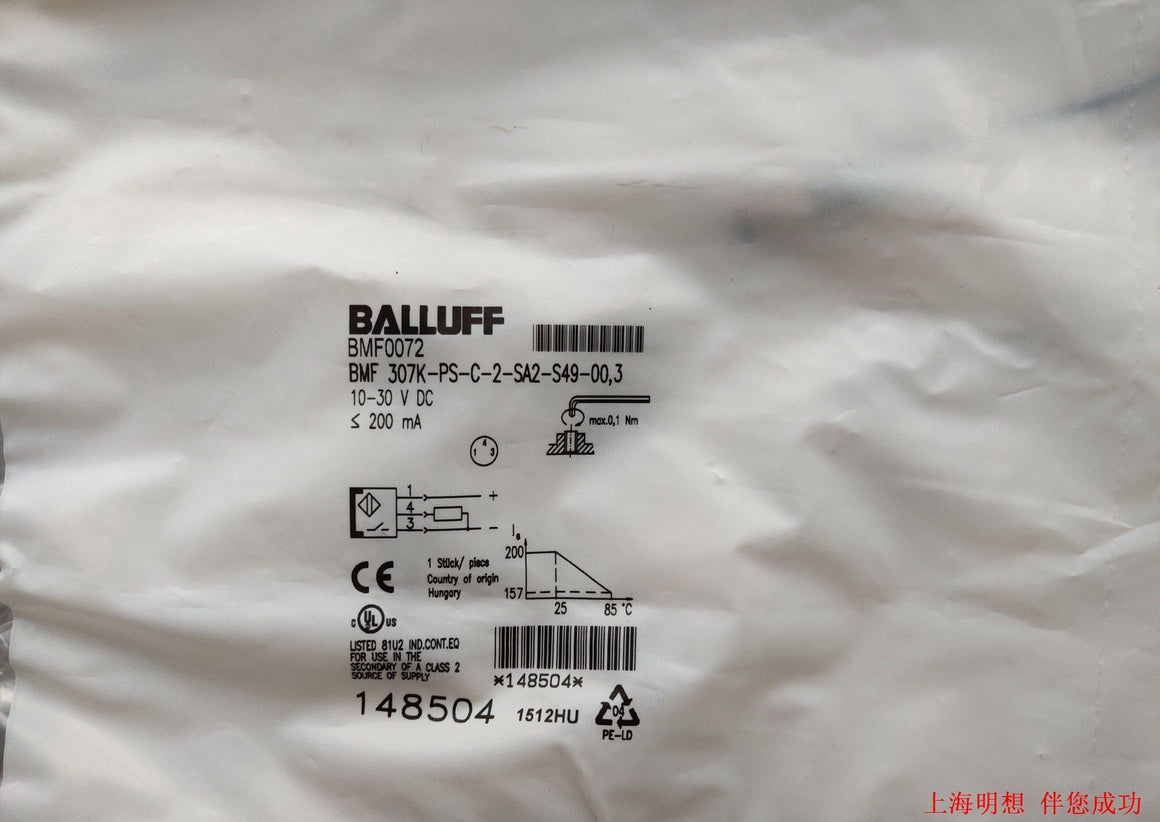 BALLUFF
BMF0072
BMF 307K-PS-C-2-SA2-S49-00,3
10-30 V DC
≤ 200 mA
max.0,1 Nm
4
1 3
1 +
4
3 −
Ie
200
157
25 85 °C
CE
1 Stück/ piece
Country of origin
Hungary
c UL us
LISTED 81U2 IND.CONT.EQ
FOR USE IN THE
SECONDARY OF A CLASS 2
SOURCE OF SUPPLY
*148504*
148504 1512HU
04
PE-LD
上海明想 伴您成功